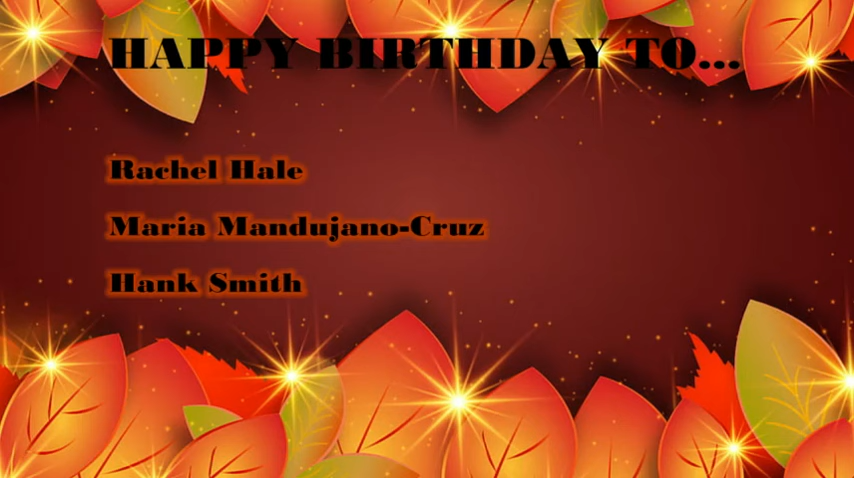 HAPPY BIRTHDAY TO...
Rachel Hale
Maria Mandujano-Cruz
Hank Smith